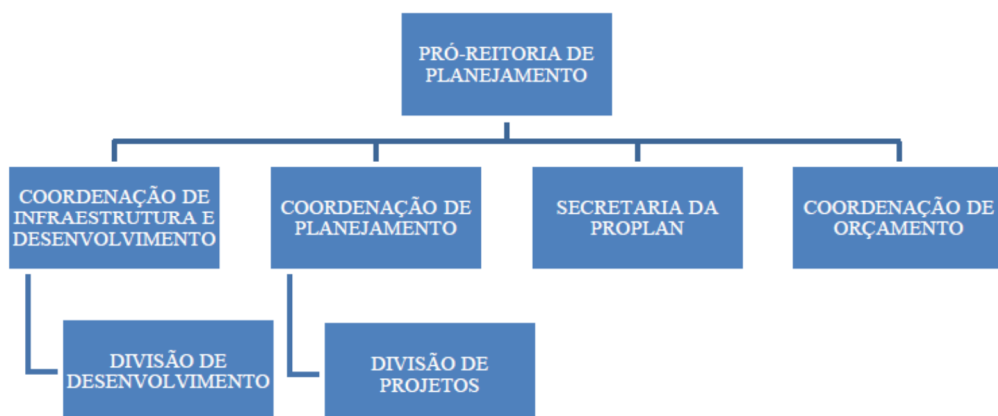 PRÓ-REITORIA DE
PLANEJAMENTO
COORDENAÇÃO DE
INFRAESTRUTURA E
DESENVOLVIMENTO
COORDENAÇÃO DE
PLANEJAMENTO
SECRETARIA DA
PROPLAN
COORDENAÇÃO DE
ORÇAMENTO
DIVISÃO DE
DESENVOLVIMENTO
DIVISÃO DE
PROJETOS